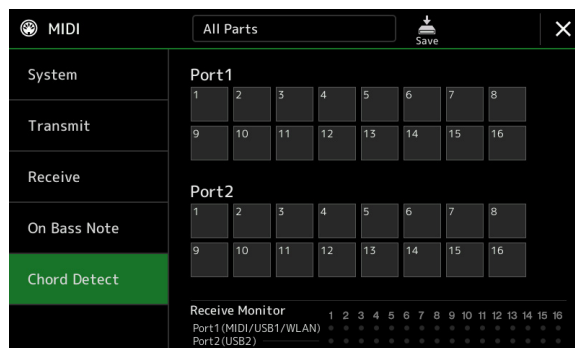 MIDI
All Parts
Save
System
Transmit
Receive
On Bass Note
Chord Detect
Port1
1 2 3 4 5 6 7 8
9 10 11 12 13 14 15 16
Port2
1 2 3 4 5 6 7 8
9 10 11 12 13 14 15 16
Receive Monitor 1 2 3 4 5 6 7 8 9 10 11 12 13 14 15 16
Port1(MIDI/USB1/WLAN)
Port2(USB2)